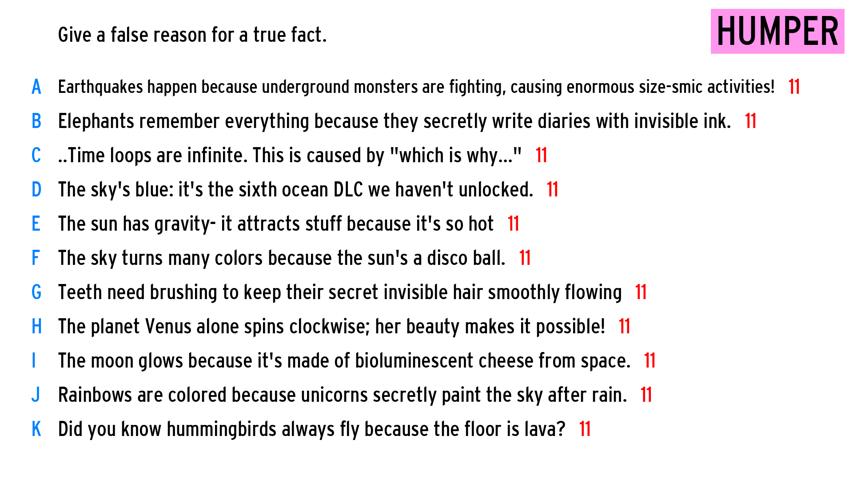 Give a false reason for a true fact.
HUMPER
A Earthquakes happen because underground monsters are fighting, causing enormous size-smic activities! 11
B Elephants remember everything because they secretly write diaries with invisible ink. 11
C ..Time loops are infinite. This is caused by "which is why..." 11
D The sky's blue: it's the sixth ocean DLC we haven't unlocked. 11
E The sun has gravity- it attracts stuff because it's so hot 11
F The sky turns many colors because the sun's a disco ball. 11
G Teeth need brushing to keep their secret invisible hair smoothly flowing 11
H The planet Venus alone spins clockwise; her beauty makes it possible! 11
I The moon glows because it's made of bioluminescent cheese from space. 11
J Rainbows are colored because unicorns secretly paint the sky after rain. 11
K Did you know hummingbirds always fly because the floor is lava? 11